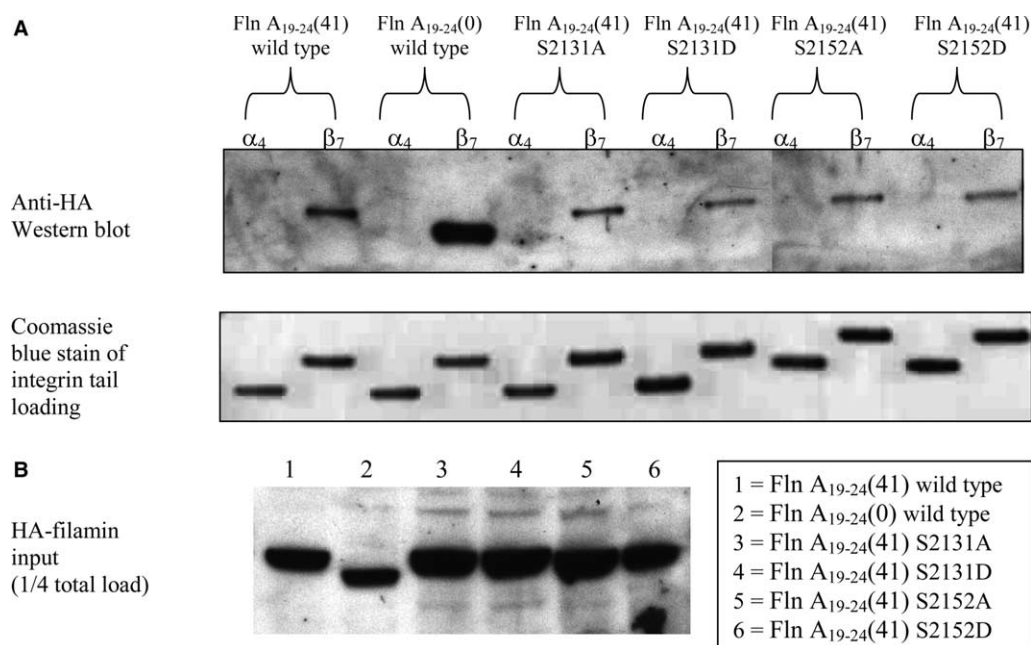 A
Fln A₁₉₋₂₄(41) wild type
Fln A₁₉₋₂₄(0) wild type
Fln A₁₉₋₂₄(41) S2131A
Fln A₁₉₋₂₄(41) S2131D
Fln A₁₉₋₂₄(41) S2152A
Fln A₁₉₋₂₄(41) S2152D
α₄ β₇ α₄ β₇ α₄ β₇ α₄ β₇ α₄ β₇ α₄ β₇
Anti-HA
Western blot
Coomassie
blue stain of
integrin tail
loading
B
1 2 3 4 5 6
HA-filamin
input
(1/4 total load)
1 = Fln A₁₉₋₂₄(41) wild type
2 = Fln A₁₉₋₂₄(0) wild type
3 = Fln A₁₉₋₂₄(41) S2131A
4 = Fln A₁₉₋₂₄(41) S2131D
5 = Fln A₁₉₋₂₄(41) S2152A
6 = Fln A₁₉₋₂₄(41) S2152D